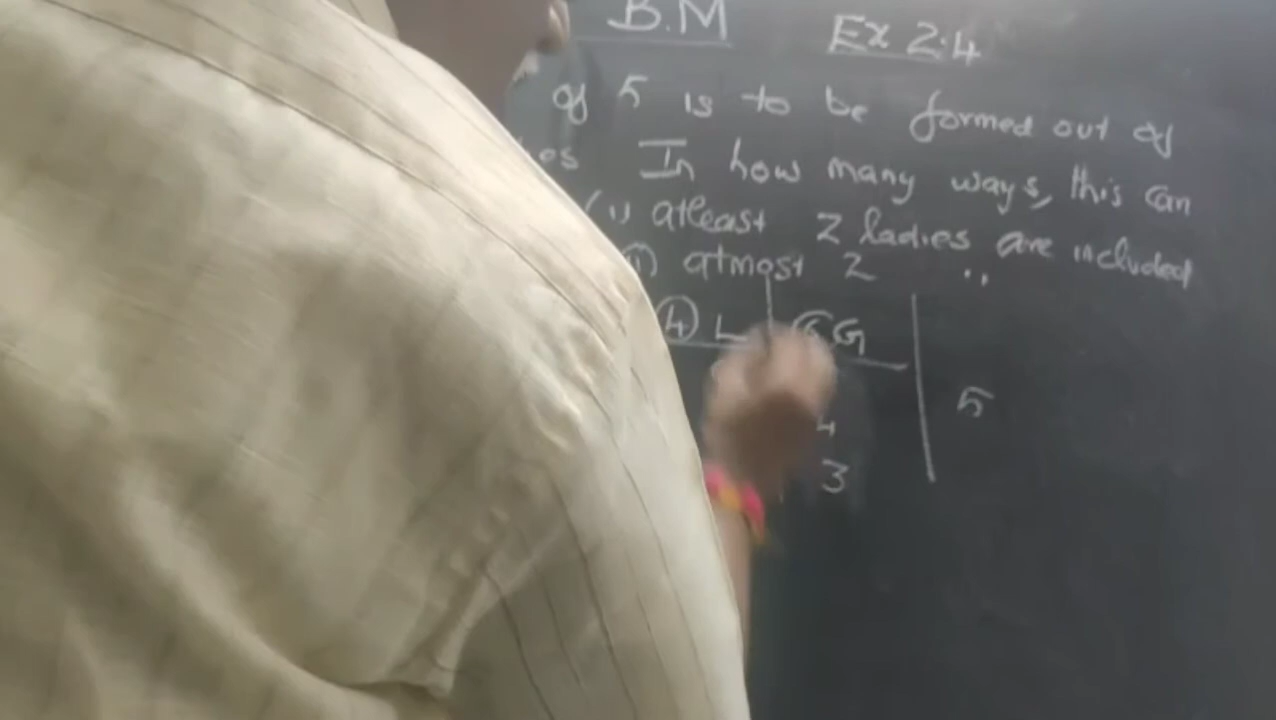 B.M Ex 2.4
of 5 is to be formed out of
In how many ways, this can
(i) atleast 2 ladies are included
atmost 2 "
4 L 6 G
5
4
3